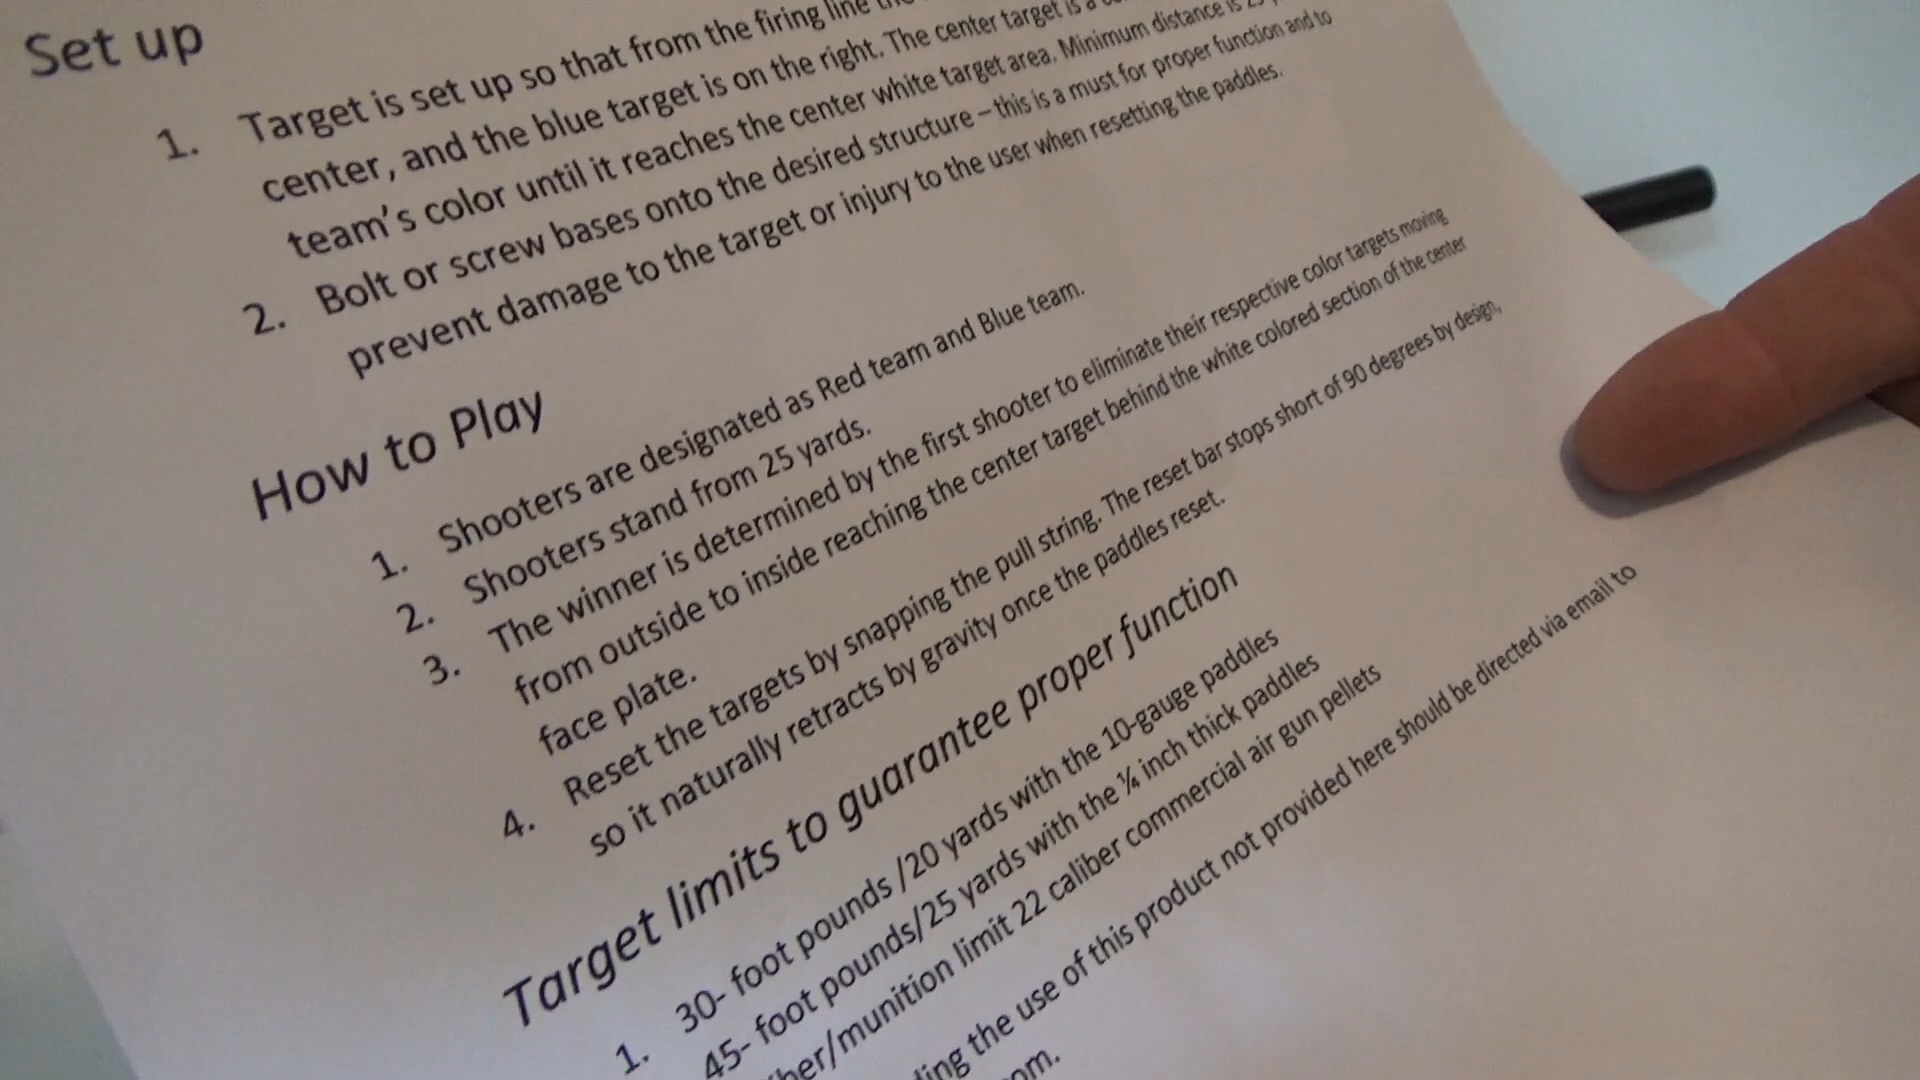 Set up
1. Target is set up so that from the firing line
center, and the blue target is on the right. The center target is a
team's color until it reaches the center white target area. Minimum distance is
2. Bolt or screw bases onto the desired structure – this is a must for proper function and to
prevent damage to the target or injury to the user when resetting the paddles.
How to Play
1. Shooters are designated as Red team and Blue team.
2. Shooters stand from 25 yards.
3. The winner is determined by the first shooter to eliminate their respective color targets moving
from outside to inside reaching the center target behind the white colored section of the center
face plate.
4. Reset the targets by snapping the pull string. The reset bar stops short of 90 degrees by design,
so it naturally retracts by gravity once the paddles reset.
Target limits to guarantee proper function
1. 30- foot pounds /20 yards with the 10-gauge paddles
45- foot pounds/25 yards with the ¼ inch thick paddles
ber/munition limit 22 caliber commercial air gun pellets
ding the use of this product not provided here should be directed via email to
om.